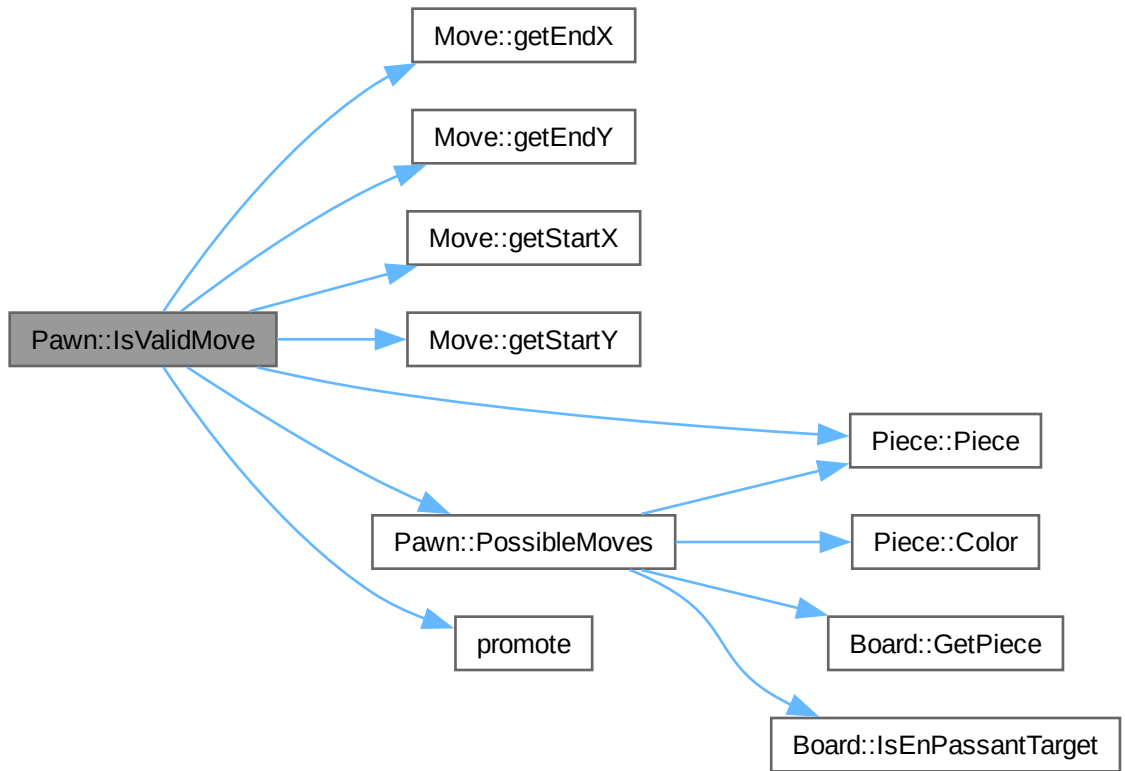 Move::getEndX
Move::getEndY
Move::getStartX
Pawn::IsValidMove
Move::getStartY
Piece::Piece
Pawn::PossibleMoves
Piece::Color
promote
Board::GetPiece
Board::IsEnPassantTarget